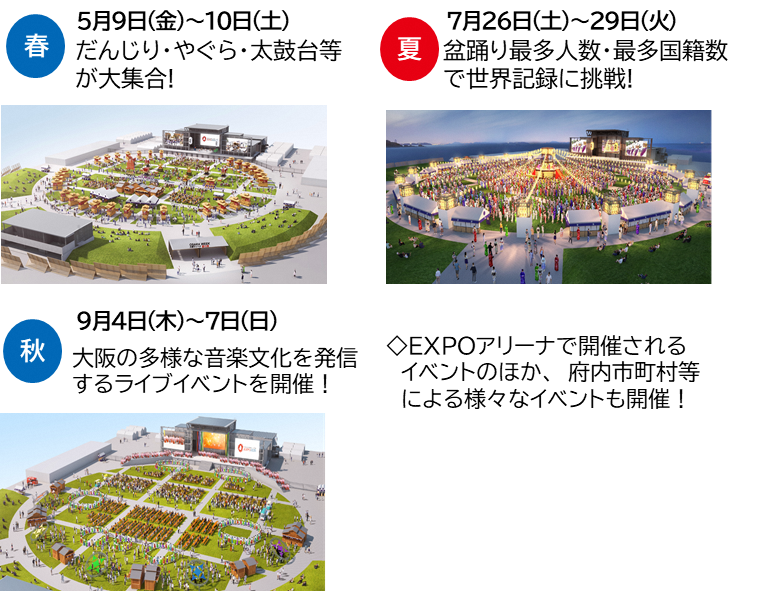 春
5月9日(金)～10日(土)
だんじり・やぐら・太鼓台等
が大集合!
夏
7月26日(土)～29日(火)
盆踊り最多人数・最多国籍数
で世界記録に挑戦!
秋
9月4日(木)～7日(日)
大阪の多様な音楽文化を発信
するライブイベントを開催！
◇EXPOアリーナで開催される
イベントのほか、府内市町村等
による様々なイベントも開催！